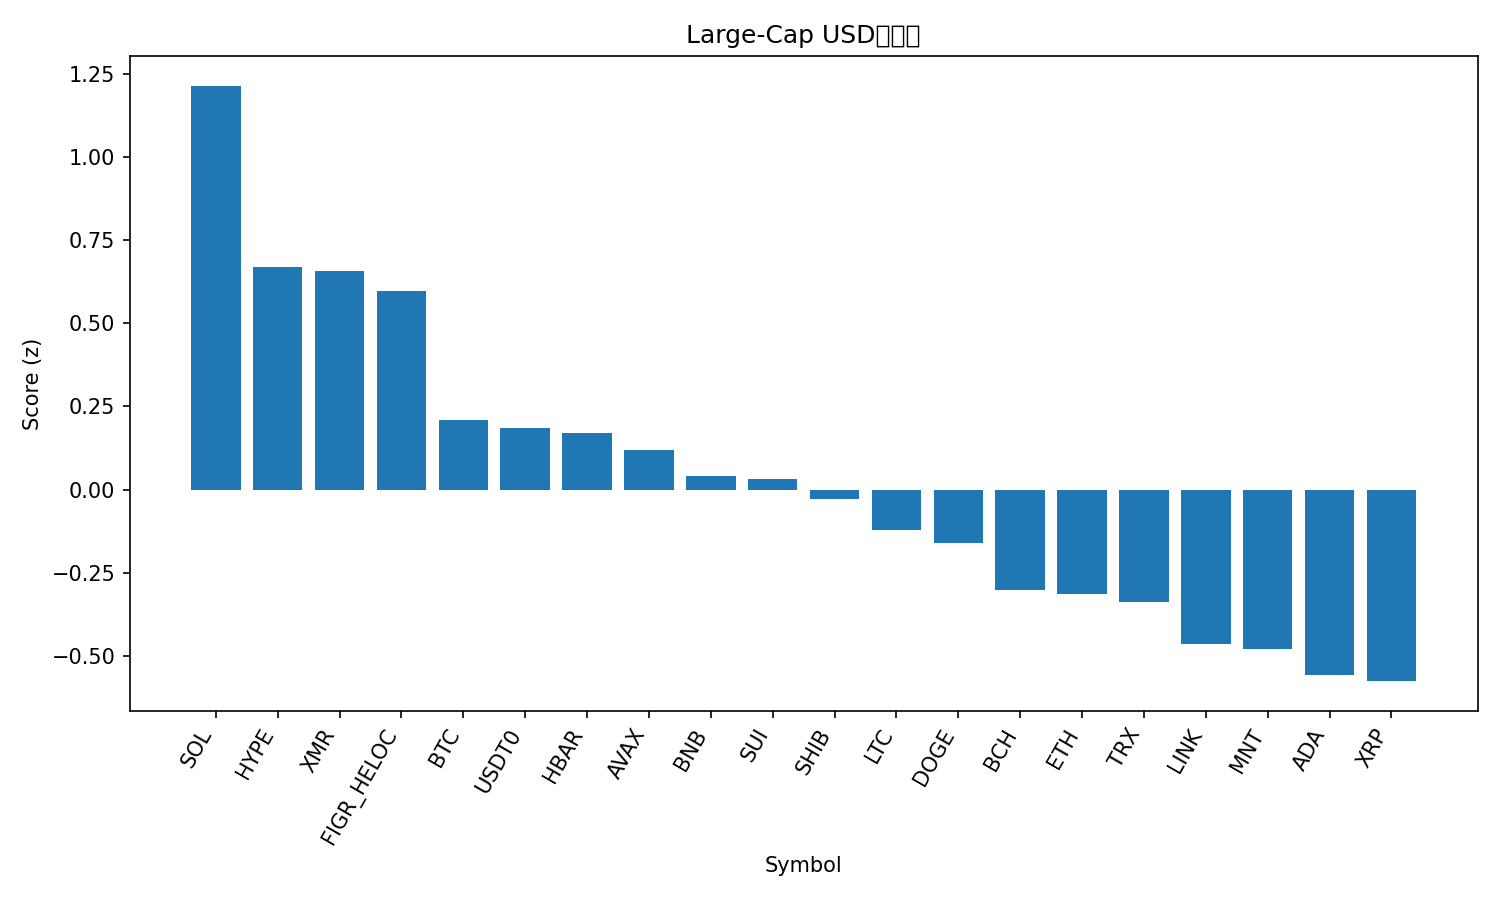 Large-Cap USD
1.25
1.00
0.75
0.50
0.25
0.00
−0.25
−0.50
Score (z)
SOL
HYPE
XMR
FIGR_HELOC
BTC
USDT0
HBAR
AVAX
BNB
SUI
SHIB
LTC
DOGE
BCH
ETH
TRX
LINK
MNT
ADA
XRP
Symbol